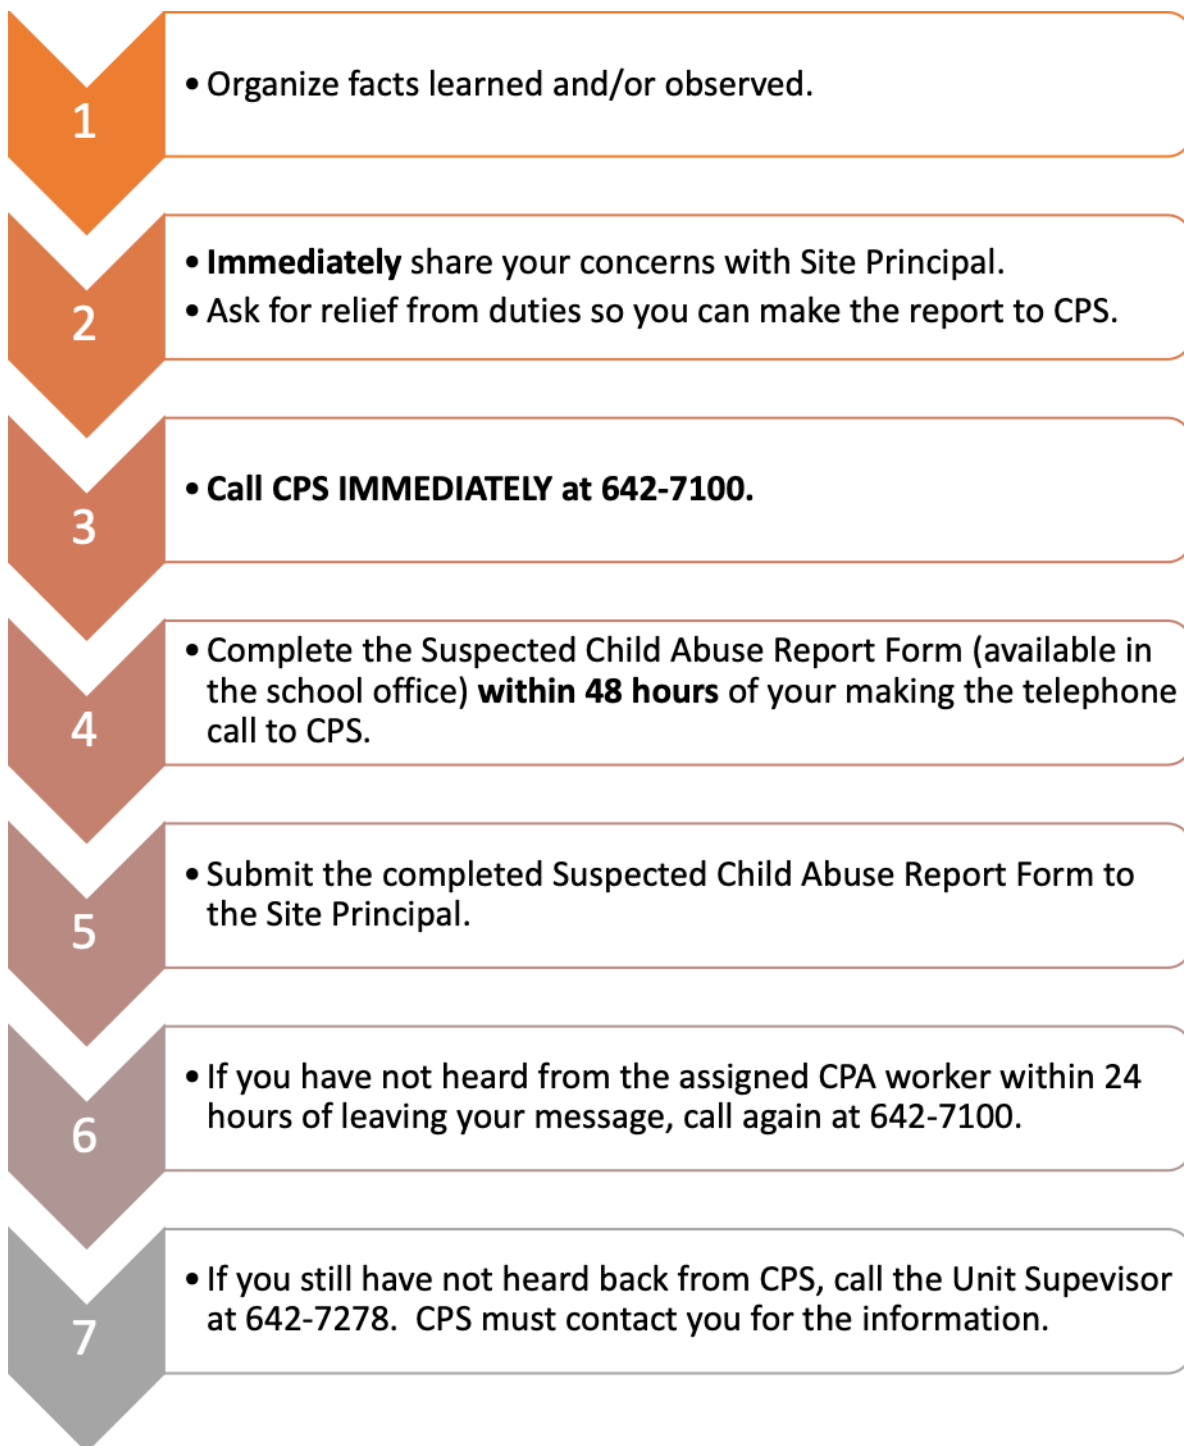 1
• Organize facts learned and/or observed.
2
• Immediately share your concerns with Site Principal.
• Ask for relief from duties so you can make the report to CPS.
3
• Call CPS IMMEDIATELY at 642-7100.
4
• Complete the Suspected Child Abuse Report Form (available in
the school office) within 48 hours of your making the telephone
call to CPS.
5
• Submit the completed Suspected Child Abuse Report Form to
the Site Principal.
6
• If you have not heard from the assigned CPA worker within 24
hours of leaving your message, call again at 642-7100.
7
• If you still have not heard back from CPS, call the Unit Supevisor
at 642-7278.  CPS must contact you for the information.